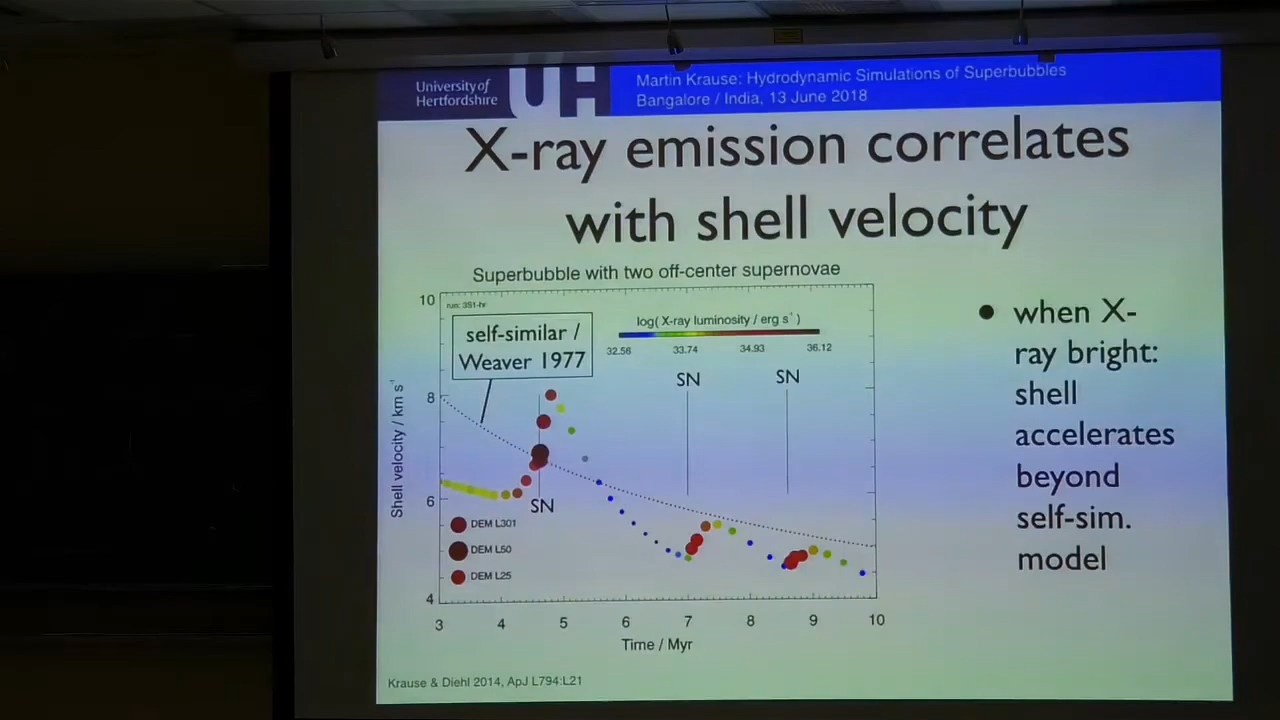 University of
Hertfordshire
UH
Martin Krause: Hydrodynamic Simulations of Superbubbles
Bangalore / India, 13 June 2018
X-ray emission correlates
with shell velocity
Superbubble with two off-center supernovae
run: 3S1-hr
self-similar /
Weaver 1977
log( X-ray luminosity / erg s⁻¹ )
32.56 33.74 34.93 36.12
SN SN
SN
DEM L301
DEM L50
DEM L25
Shell velocity / km s⁻¹
10
8
6
4
3 4 5 6 7 8 9 10
Time / Myr
• when X-
ray bright:
shell
accelerates
beyond
self-sim.
model
Krause & Diehl 2014, ApJ L794:L21